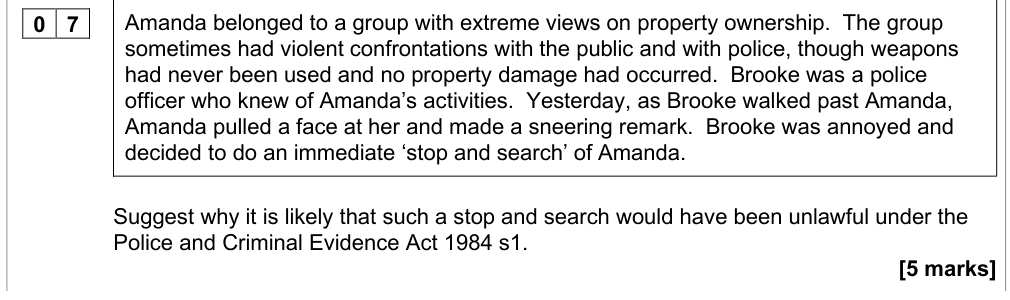 0 7
Amanda belonged to a group with extreme views on property ownership. The group
sometimes had violent confrontations with the public and with police, though weapons
had never been used and no property damage had occurred. Brooke was a police
officer who knew of Amanda’s activities. Yesterday, as Brooke walked past Amanda,
Amanda pulled a face at her and made a sneering remark. Brooke was annoyed and
decided to do an immediate ‘stop and search’ of Amanda.
Suggest why it is likely that such a stop and search would have been unlawful under the
Police and Criminal Evidence Act 1984 s1.
[5 marks]